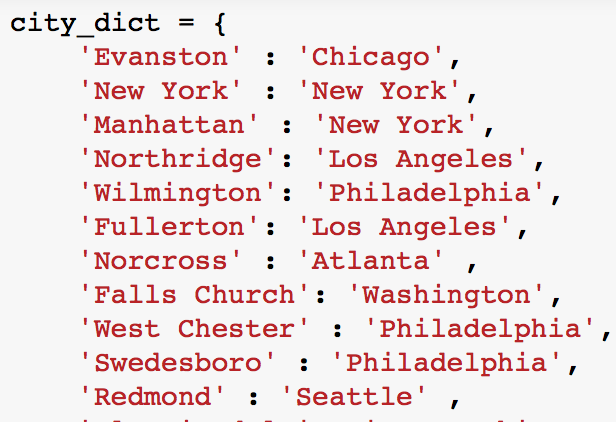 city_dict = {
'Evanston' : 'Chicago',
'New York' : 'New York',
'Manhattan' : 'New York',
'Northridge': 'Los Angeles',
'Wilmington': 'Philadelphia',
'Fullerton': 'Los Angeles',
'Norcross' : 'Atlanta' ,
'Falls Church': 'Washington',
'West Chester' : 'Philadelphia',
'Swedesboro' : 'Philadelphia',
'Redmond' : 'Seattle' ,